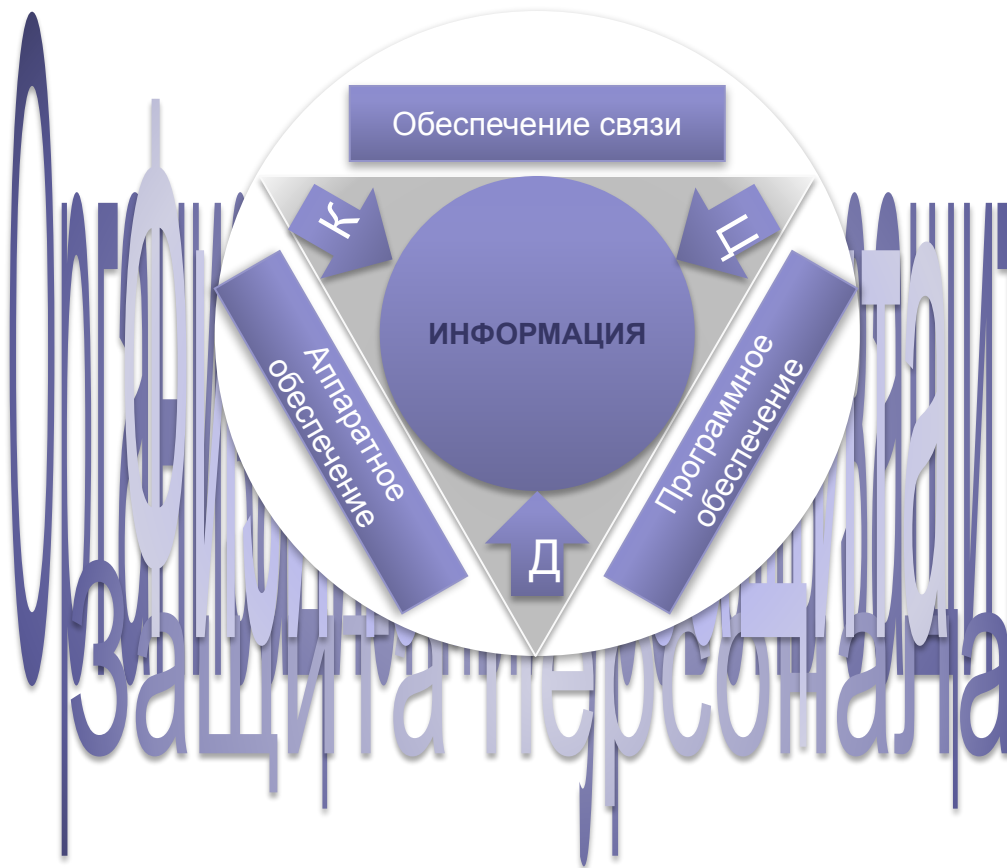 Обеспечение связи
К
Ц
ИНФОРМАЦИЯ
Аппаратное
обеспечение
Программное
обеспечение
Д
Защита персонала